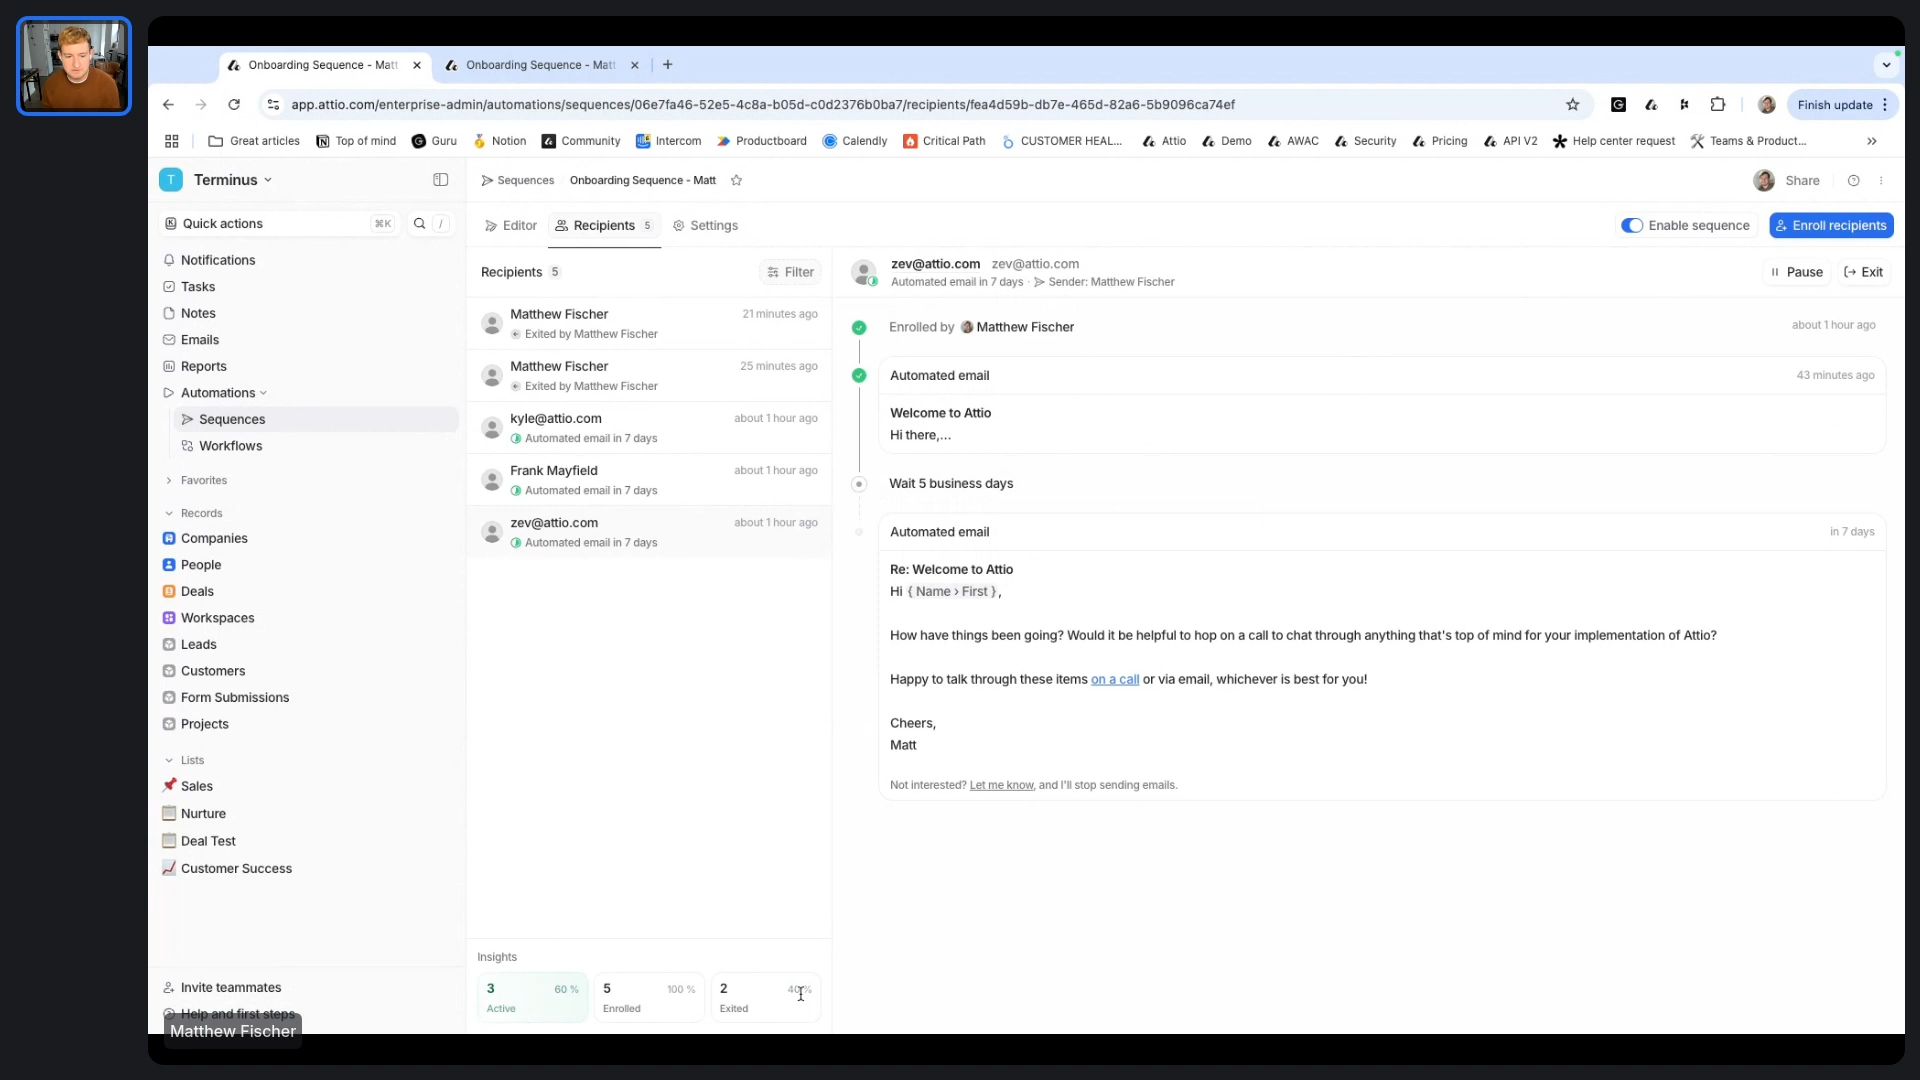 Onboarding Sequence - Matt
Onboarding Sequence - Matt
app.attio.com/enterprise-admin/automations/sequences/06e7fa46-52e5-4c8a-b05d-c0d2376b0ba7/recipients/fea4d59b-db7e-465d-82a6-5b9096ca74ef
Finish update
Great articles
Top of mind
Guru
Notion
Community
Intercom
Productboard
Calendly
Critical Path
CUSTOMER HEAL...
Attio
Demo
AWAC
Security
Pricing
API V2
Help center request
Teams & Product...
T
Terminus
Quick actions
⌘K
/
Notifications
Tasks
Notes
Emails
Reports
Automations
Sequences
Workflows
Favorites
Records
Companies
People
Deals
Workspaces
Leads
Customers
Form Submissions
Projects
Lists
Sales
Nurture
Deal Test
Customer Success
Invite teammates
Help and first steps
Matthew Fischer
Sequences
Onboarding Sequence - Matt
Share
Editor
Recipients 5
Settings
Enable sequence
Enroll recipients
Recipients 5
Filter
Matthew Fischer 21 minutes ago
Exited by Matthew Fischer
Matthew Fischer 25 minutes ago
Exited by Matthew Fischer
kyle@attio.com about 1 hour ago
Automated email in 7 days
Frank Mayfield about 1 hour ago
Automated email in 7 days
zev@attio.com about 1 hour ago
Automated email in 7 days
Insights
3 60 %
Active
5 100 %
Enrolled
2 40 %
Exited
zev@attio.com zev@attio.com
Automated email in 7 days · Sender: Matthew Fischer
Pause
Exit
Enrolled by Matthew Fischer about 1 hour ago
Automated email 43 minutes ago
Welcome to Attio
Hi there,...
Wait 5 business days
Automated email in 7 days
Re: Welcome to Attio
Hi { Name › First },
How have things been going? Would it be helpful to hop on a call to chat through anything that's top of mind for your implementation of Attio?
Happy to talk through these items on a call or via email, whichever is best for you!
Cheers,
Matt
Not interested? Let me know, and I'll stop sending emails.